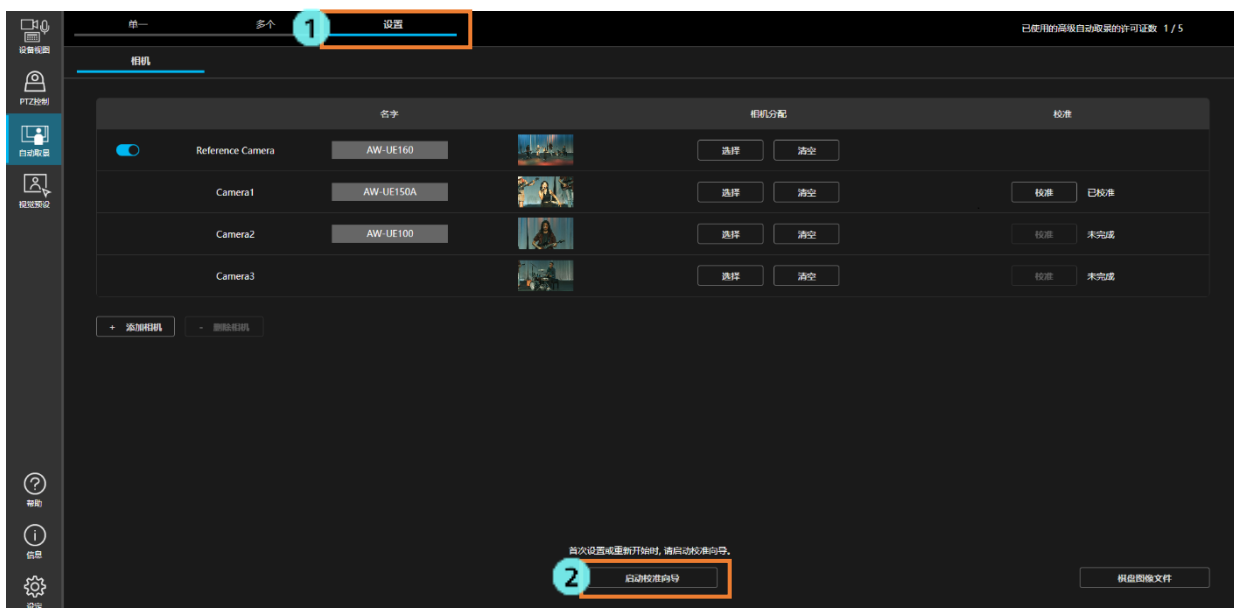 单一 多个 1 设置 已使用的高级自动取景的许可证数 1 / 5
设备视图
相机
PTZ控制
名字 相机分配 校准
自动取景
Reference Camera AW-UE160 选择 清空
Camera1 AW-UE150A 选择 清空 校准 已校准
视觉预设
Camera2 AW-UE100 选择 清空 校准 未完成
Camera3 选择 清空 校准 未完成
+ 添加相机 - 删除相机
帮助
信息
首次设置或重新开始时, 请启动校准向导。
2 启动校准向导 棋盘图像文件
设定